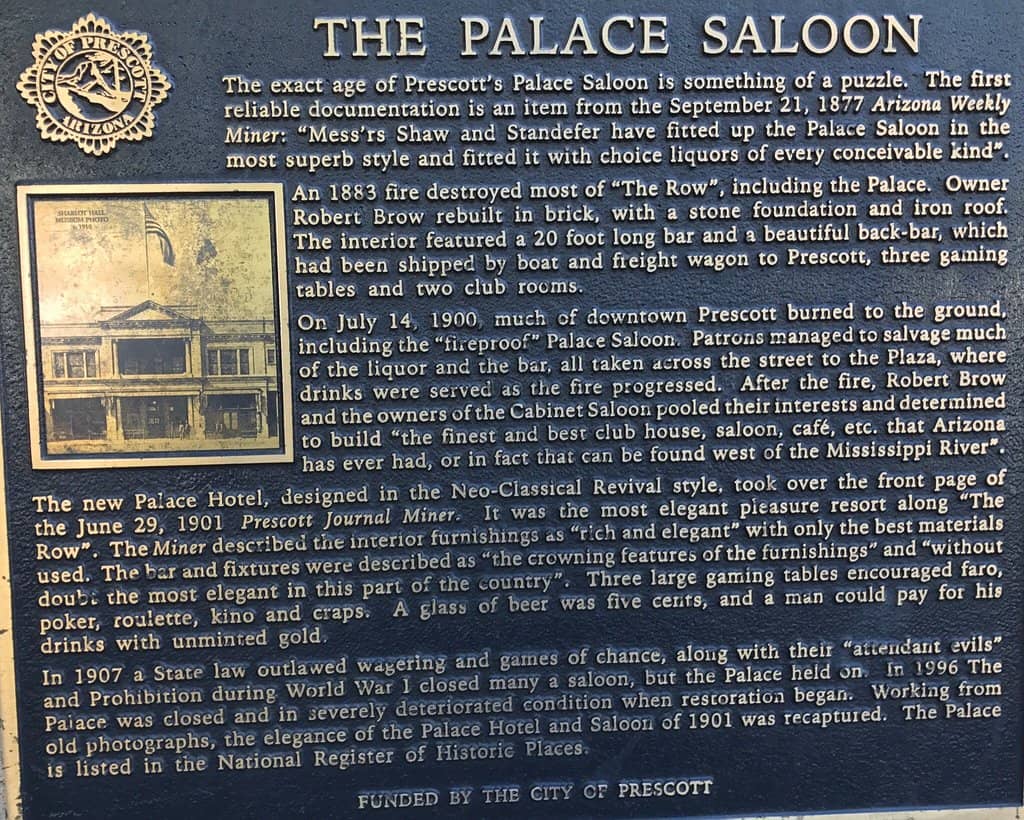 THE PALACE SALOON
CITY OF PRESCOTT
ARIZONA
The exact age of Prescott's Palace Saloon is something of a puzzle. The first
reliable documentation is an item from the September 21, 1877 Arizona Weekly
Miner: "Mess'rs Shaw and Standefer have fitted up the Palace Saloon in the
most superb style and fitted it with choice liquors of every conceivable kind".
SHARLOT HALL
MUSEUM PHOTO
An 1883 fire destroyed most of "The Row", including the Palace. Owner
Robert Brow rebuilt in brick, with a stone foundation and iron roof.
The interior featured a 20 foot long bar and a beautiful back-bar, which
had been shipped by boat and freight wagon to Prescott, three gaming
tables and two club rooms.
On July 14, 1900, much of downtown Prescott burned to the ground,
including the "fireproof" Palace Saloon. Patrons managed to salvage much
of the liquor and the bar, all taken across the street to the Plaza, where
drinks were served as the fire progressed. After the fire, Robert Brow
and the owners of the Cabinet Saloon pooled their interests and determined
to build "the finest and best club house, saloon, café, etc. that Arizona
has ever had, or in fact that can be found west of the Mississippi River".
The new Palace Hotel, designed in the Neo-Classical Revival style, took over the front page of
the June 29, 1901 Prescott Journal Miner. It was the most elegant pleasure resort along "The
Row". The Miner described the interior furnishings as "rich and elegant" with only the best materials
used. The bar and fixtures were described as "the crowning features of the furnishings" and "without
doubt the most elegant in this part of the country". Three large gaming tables encouraged faro,
poker, roulette, kino and craps. A glass of beer was five cents, and a man could pay for his
drinks with unminted gold.
In 1907 a State law outlawed wagering and games of chance, along with their "attendant evils"
and Prohibition during World War I closed many a saloon, but the Palace held on. In 1996 The
Palace was closed and in severely deteriorated condition when restoration began. Working from
old photographs, the elegance of the Palace Hotel and Saloon of 1901 was recaptured. The Palace
is listed in the National Register of Historic Places.
FUNDED BY THE CITY OF PRESCOTT